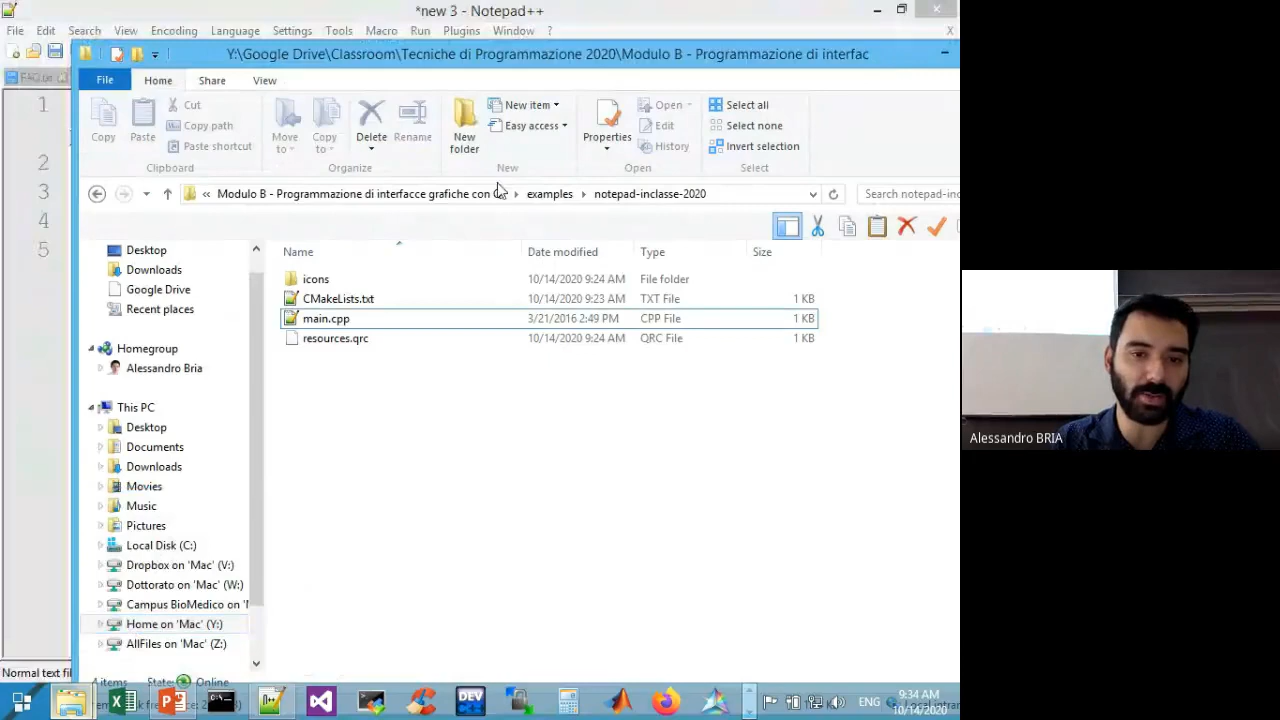 *new 3 - Notepad++
File Edit Search View Encoding Language Settings Tools Macro Run Plugins Window ? X
Y:\Google Drive\Classroom\Tecniche di Programmazione 2020\Modulo B - Programmazione di interfac
File Home Share View
Copy
Paste
Cut
Copy path
Paste shortcut
Clipboard
Move to
Copy to
Delete
Rename
Organize
New folder
New item
Easy access
New
Properties
Open
Edit
History
Open
Select all
Select none
Invert selection
Select
« Modulo B - Programmazione di interfacce grafiche con examples notepad-inclasse-2020
Search notepad-inc
1
2
3
4
5
Name Date modified Type Size
icons 10/14/2020 9:24 AM File folder
CMakeLists.txt 10/14/2020 9:23 AM TXT File 1 KB
main.cpp 3/21/2016 2:49 PM CPP File 1 KB
resources.qrc 10/14/2020 9:24 AM QRC File 1 KB
Desktop
Downloads
Google Drive
Recent places
Homegroup
Alessandro Bria
This PC
Desktop
Documents
Downloads
Movies
Music
Pictures
Local Disk (C:)
Dropbox on 'Mac' (V:)
Dottorato on 'Mac' (W:)
Campus BioMedico on '
Home on 'Mac' (Y:)
AllFiles on 'Mac' (Z:)
Normal text fil
4 items State: Online
DEV
ENG
9:34 AM
10/14/2020
Alessandro BRIA